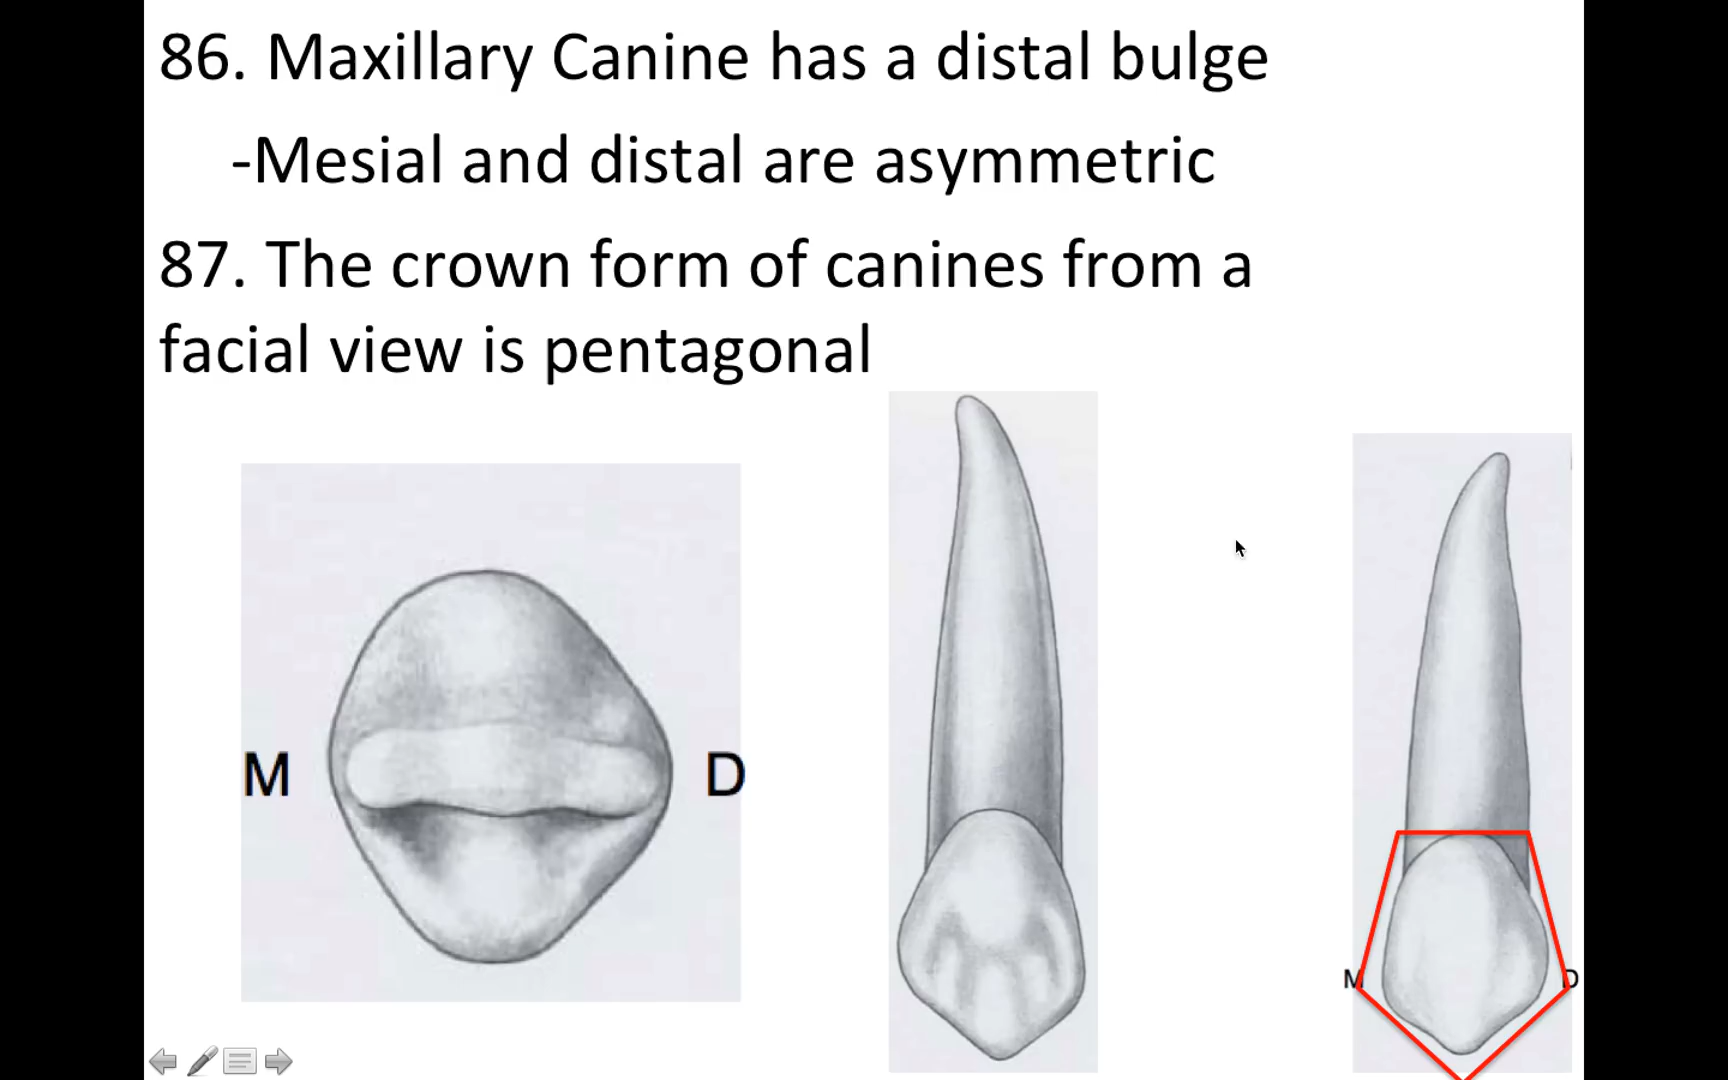 86. Maxillary Canine has a distal bulge
-Mesial and distal are asymmetric
87. The crown form of canines from a
facial view is pentagonal
M D
M D